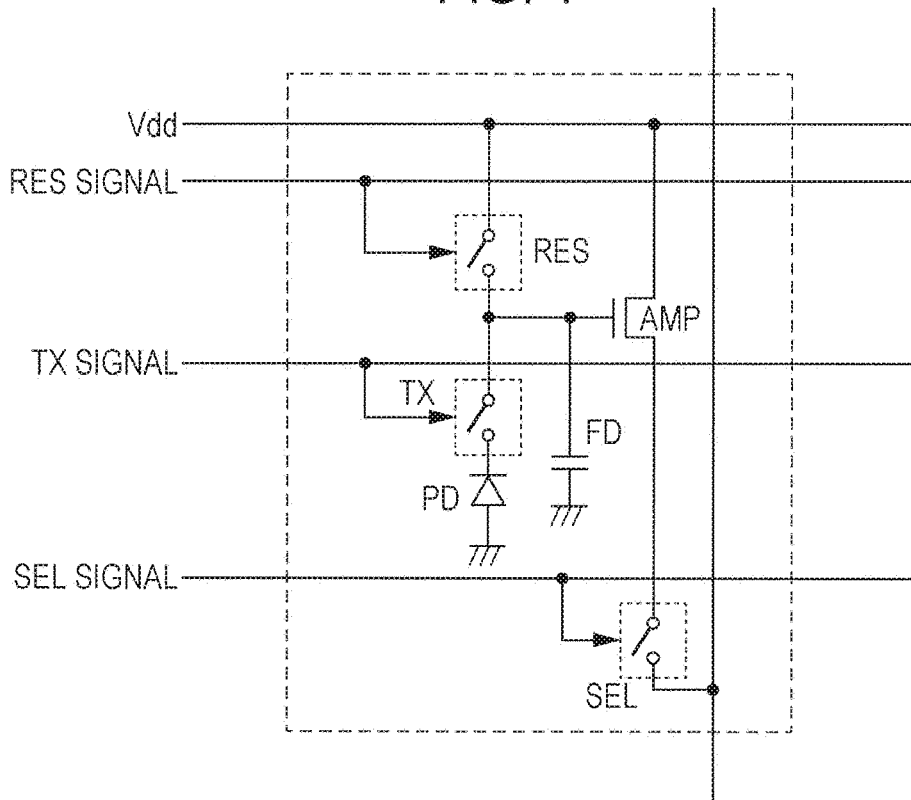 Vdd
RES SIGNAL
RES
AMP
TX SIGNAL
TX
FD
PD
SEL SIGNAL
SEL